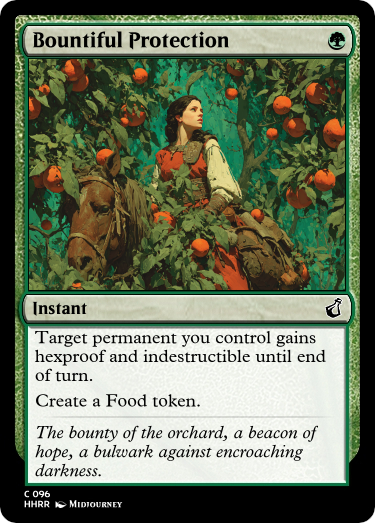 Bountiful Protection
Instant
Target permanent you control gains
hexproof and indestructible until end
of turn.
Create a Food token.
The bounty of the orchard, a beacon of
hope, a bulwark against encroaching
darkness.
C 096
HHRR Midjourney